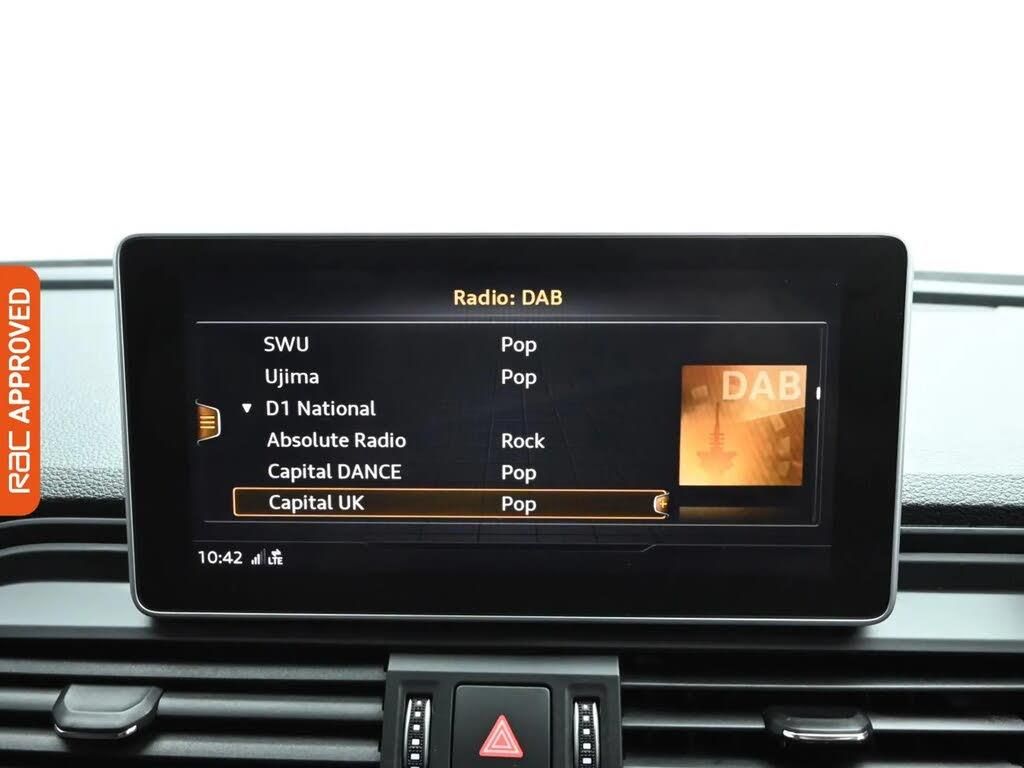 Radio: DAB
SWU Pop
Ujima Pop
D1 National
Absolute Radio Rock
Capital DANCE Pop
Capital UK Pop
DAB
10:42 LTE
RAC APPROVED